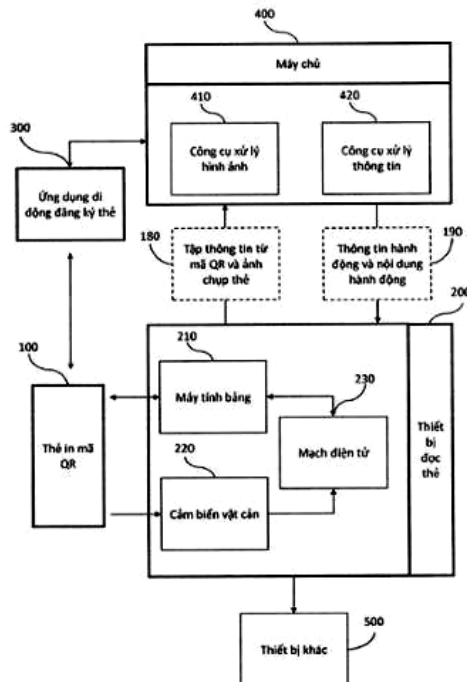 400
Máy chủ
410
420
Công cụ xử lý
hình ảnh
Công cụ xử lý
thông tin
300
Ứng dụng di
động đăng ký thẻ
180
Tập thông tin từ
mã QR và ảnh
chụp thẻ
Thông tin hành
động và nội dung
hành động
190
200
100
Thẻ in mã
QR
210
Máy tính bảng
230
Mạch điện tử
220
Cảm biến vật cản
Thiết
bị
đọc
thẻ
500
Thiết bị khác